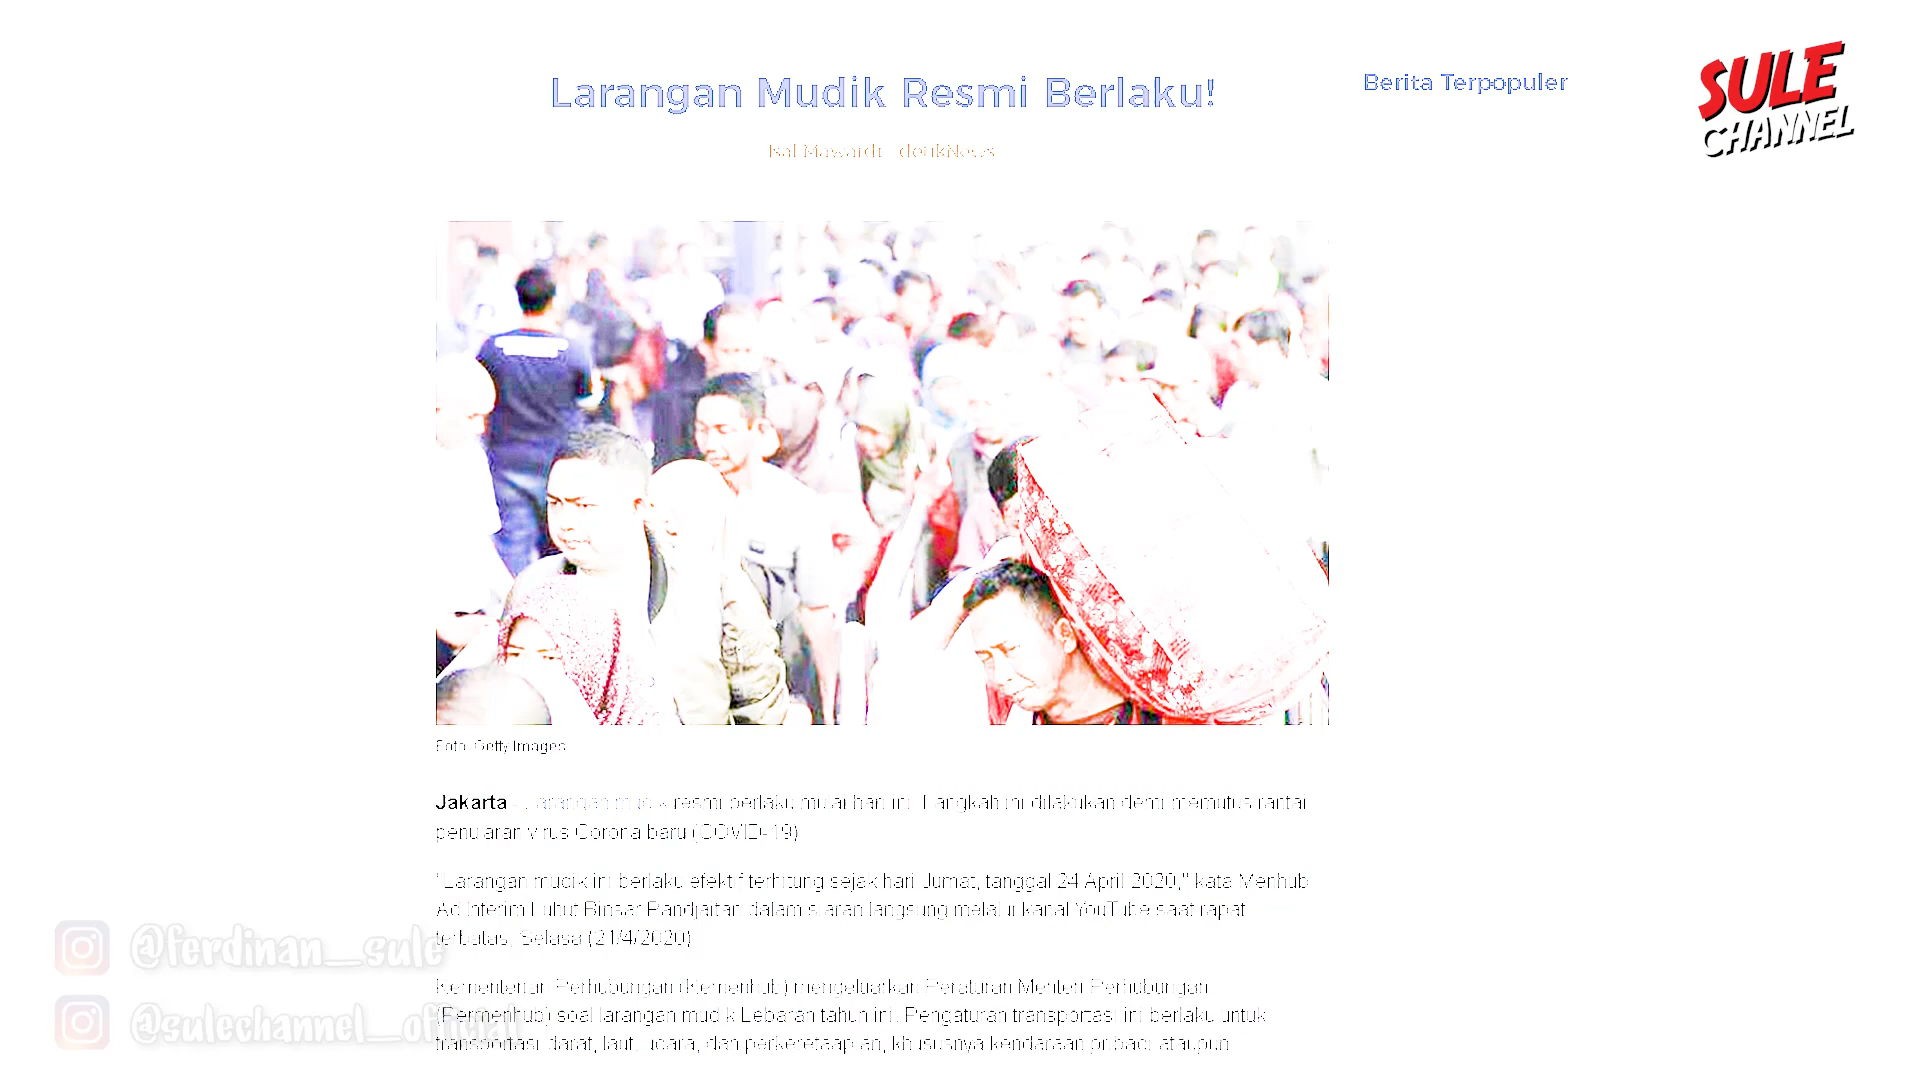 Larangan Mudik Resmi Berlaku!
Berita Terpopuler
SULE
CHANNEL
Isal Mawardi - detikNews
Foto: Getty Images
Jakarta - Larangan mudik resmi berlaku mulai hari ini. Langkah ini dilakukan demi memutus rantai
penularan virus Corona baru (COVID-19)
"Larangan mudik ini berlaku efektif terhitung sejak hari Jumat, tanggal 24 April 2020," kata Menhub
Ad Interim Luhut Binsar Pandjaitan dalam siaran langsung melalui kanal YouTube saat rapat
terbatas, Selasa (21/4/2020)
Kementerian Perhubungan (Kemenhub) mengeluarkan Peraturan Menteri Perhubungan
(Permenhub) soal larangan mudik Lebaran tahun ini. Pengaturan transportasi ini berlaku untuk
transportasi darat, laut, udara, dan perkeretaapian, khususnya kendaraan pribadi ataupun
@ferdinan_sule
@sulechannel_official